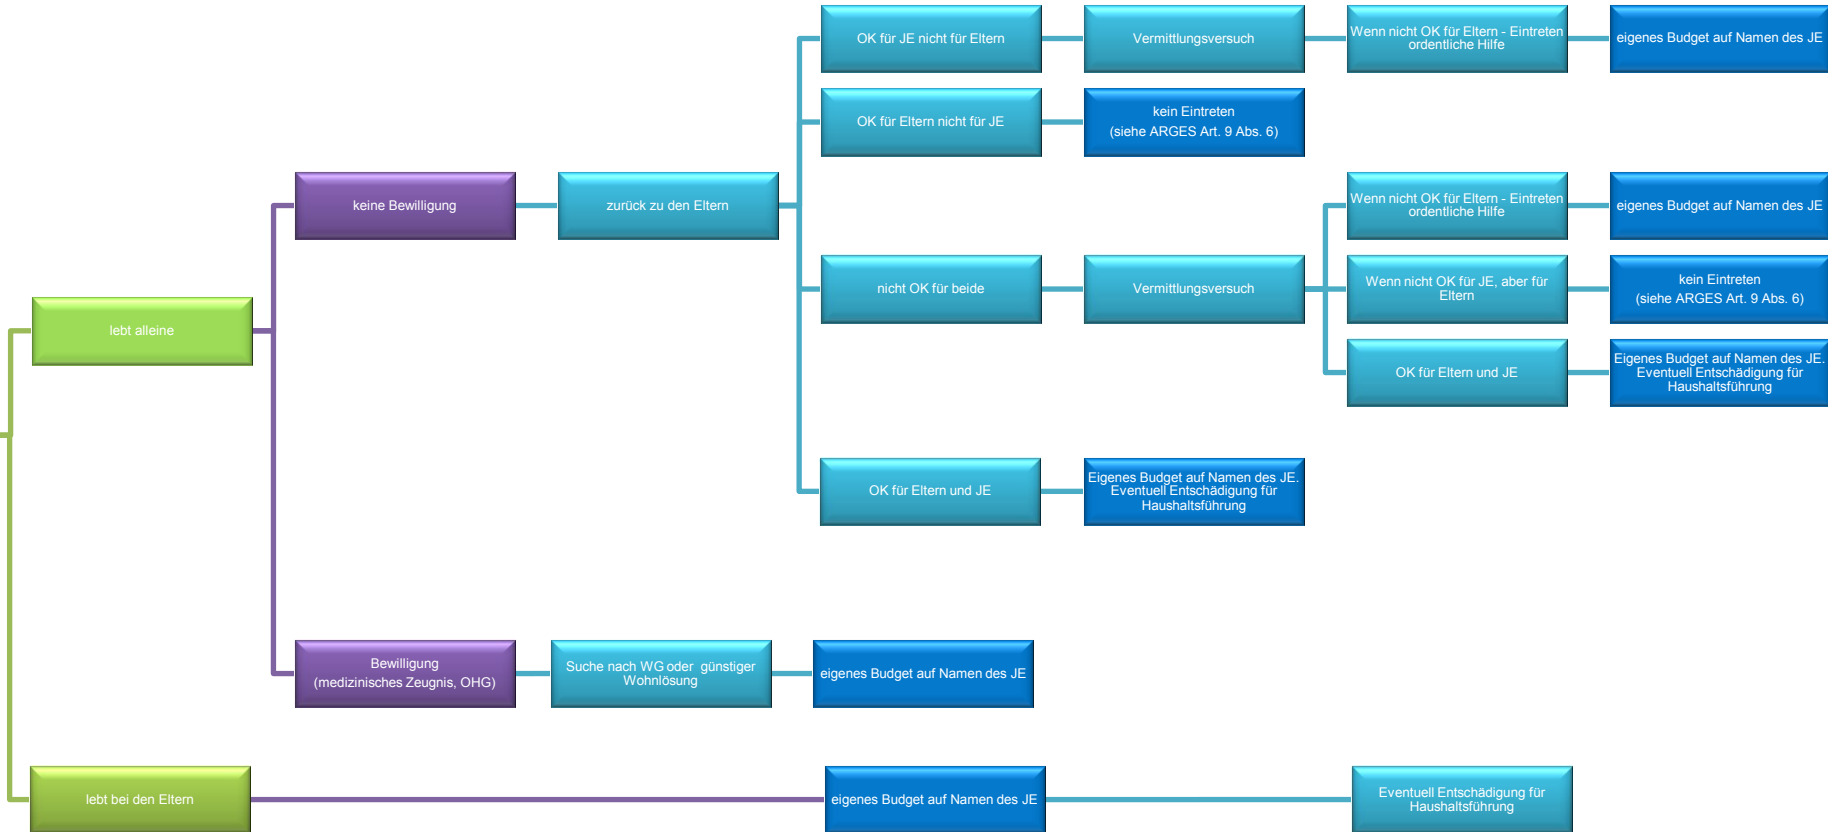 OK für JE nicht für Eltern
Vermittlungsversuch
Wenn nicht OK für Eltern - Eintreten
ordentliche Hilfe
eigenes Budget auf Namen des JE
OK für Eltern nicht für JE
kein Eintreten
(siehe ARGES Art. 9 Abs. 6)
keine Bewilligung
zurück zu den Eltern
Wenn nicht OK für Eltern - Eintreten
ordentliche Hilfe
eigenes Budget auf Namen des JE
nicht OK für beide
Vermittlungsversuch
Wenn nicht OK für JE, aber für
Eltern
kein Eintreten
(siehe ARGES Art. 9 Abs. 6)
lebt alleine
OK für Eltern und JE
Eigenes Budget auf Namen des JE.
Eventuell Entschädigung für
Haushaltsführung
OK für Eltern und JE
Eigenes Budget auf Namen des JE.
Eventuell Entschädigung für
Haushaltsführung
Bewilligung
(medizinisches Zeugnis, OHG)
Suche nach WG oder günstiger
Wohnlösung
eigenes Budget auf Namen des JE
lebt bei den Eltern
eigenes Budget auf Namen des JE
Eventuell Entschädigung für
Haushaltsführung